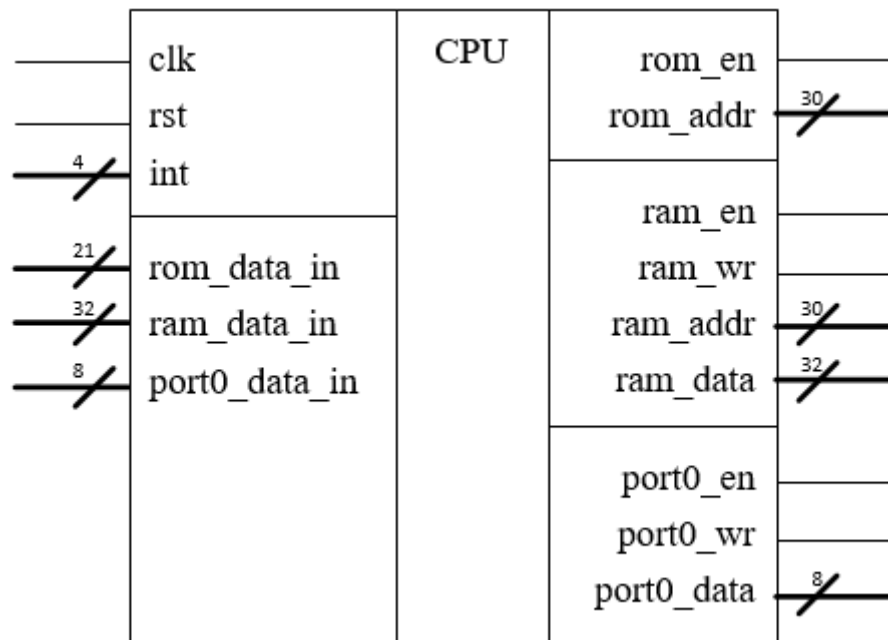 CPU
clk
rst
4
int
21
rom_data_in
32
ram_data_in
8
port0_data_in
rom_en
rom_addr
30
ram_en
ram_wr
ram_addr
30
ram_data
32
port0_en
port0_wr
port0_data
8